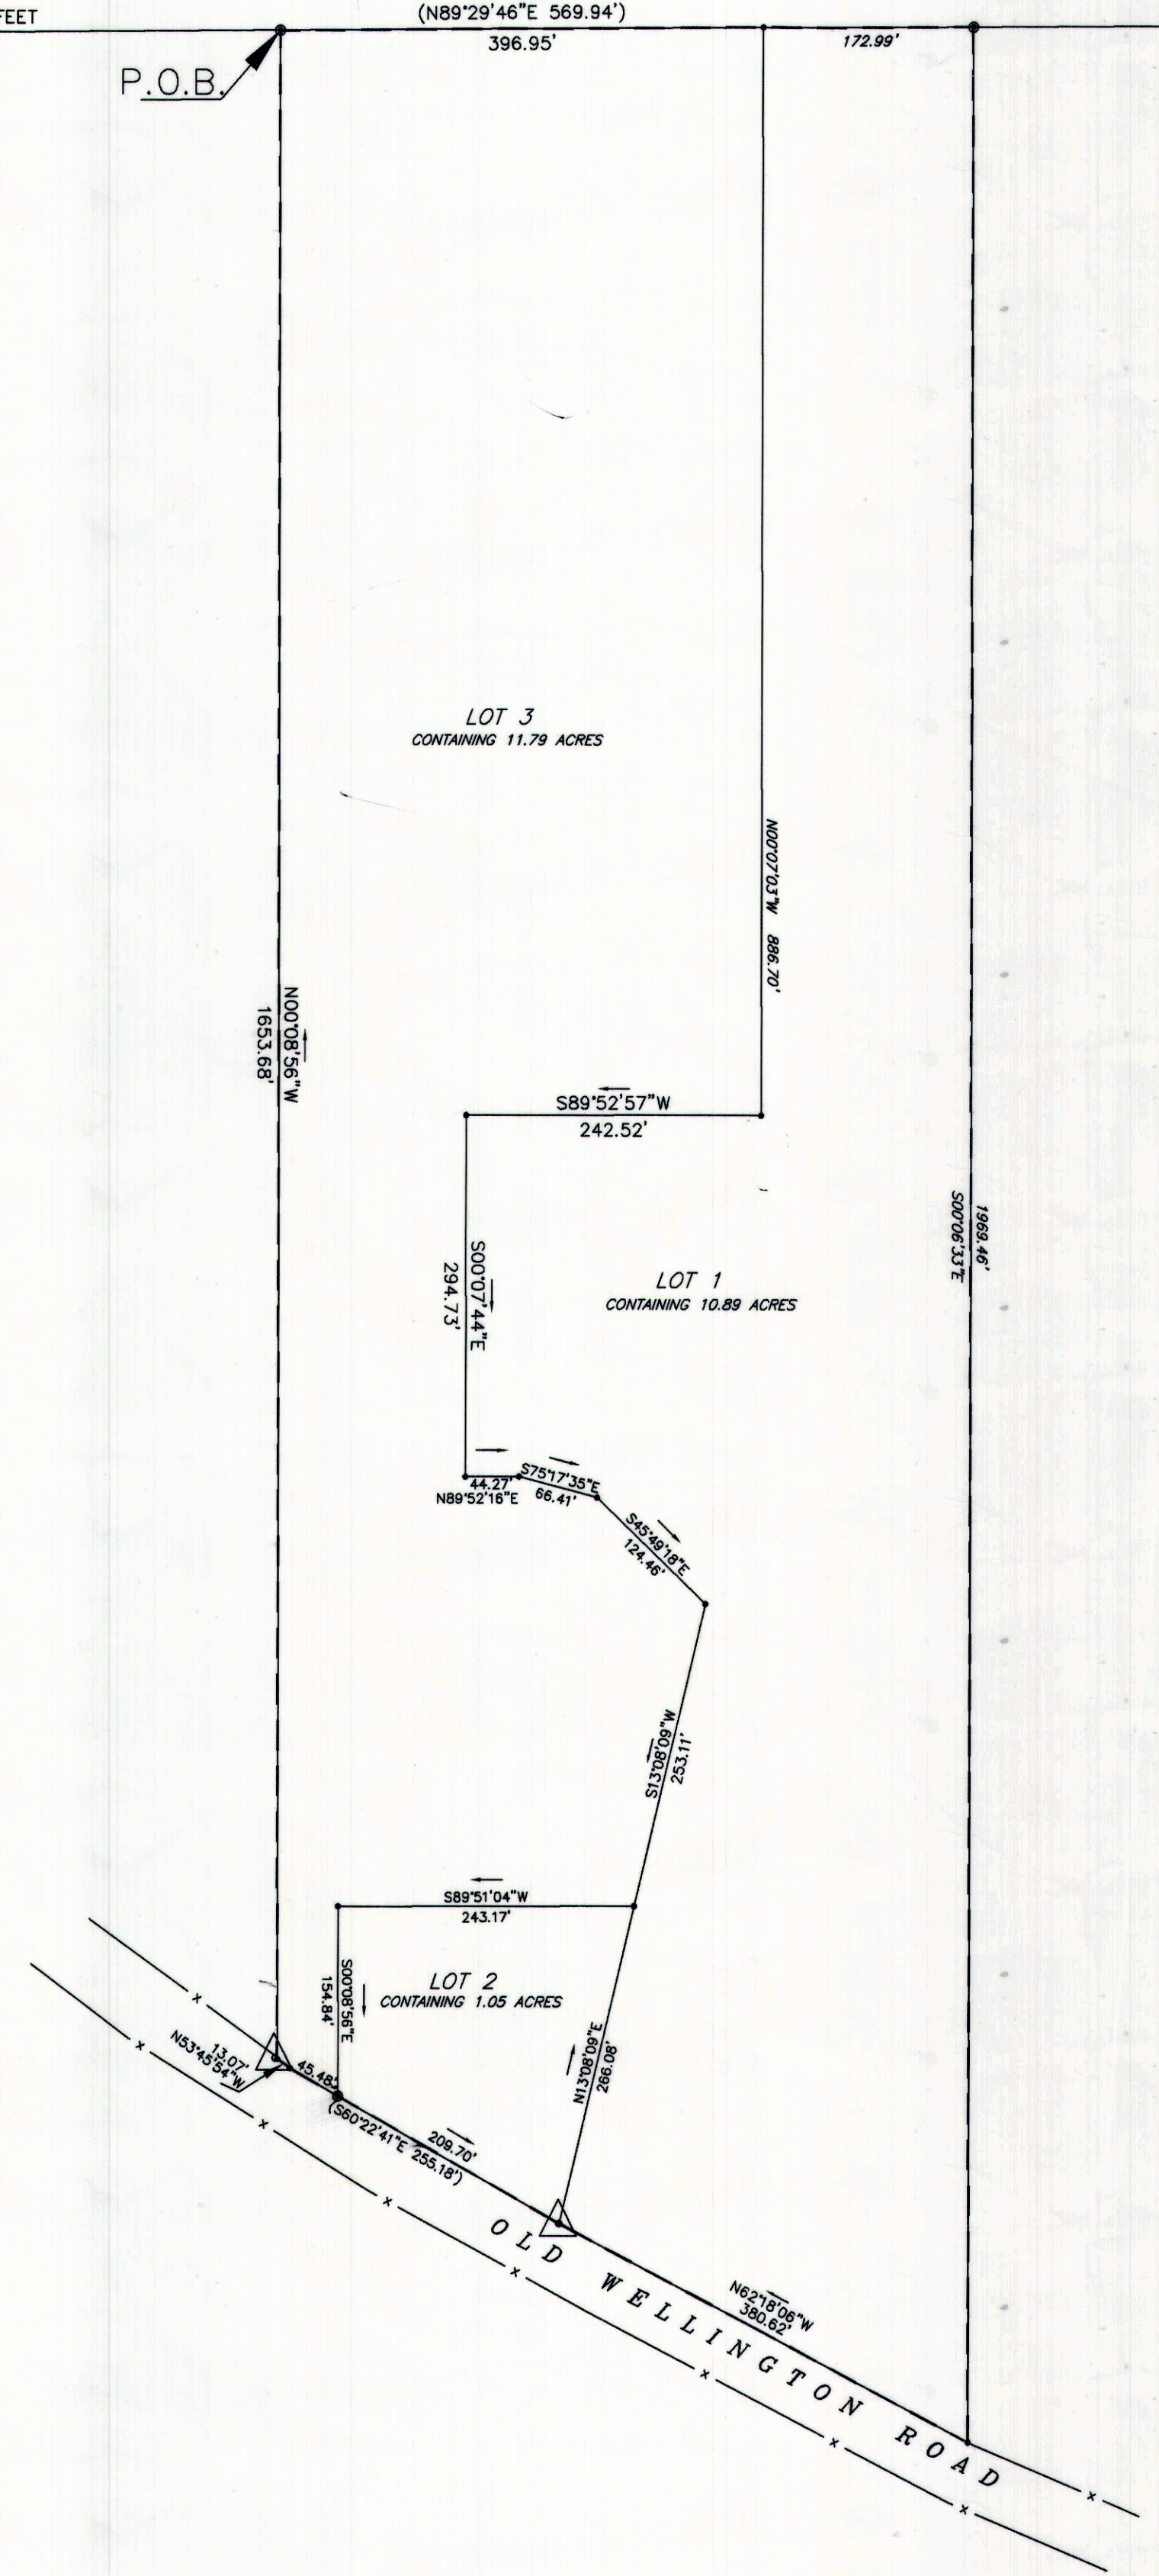 FEET
(N89°29'46"E 569.94')
396.95'
172.99'
P.O.B.
LOT 3
CONTAINING 11.79 ACRES
N00°07'03"W 886.70'
N00°08'56"W
1653.68'
S89°52'57"W
242.52'
1969.46'
S00°06'33"E
S00°07'44"E
294.73'
LOT 1
CONTAINING 10.89 ACRES
44.27'
N89°52'16"E
S75°17'35"E
66.41'
S45°49'18"E
124.46'
S13°08'09"W
253.11'
S89°51'04"W
243.17'
S00°08'56"E
154.84'
LOT 2
CONTAINING 1.05 ACRES
N13°08'09"E
266.08'
13.07'
N53°45'54"W
45.48'
209.70'
(S60°22'41"E 255.18')
N62°18'06"W
380.62'
OLD WELLINGTON ROAD